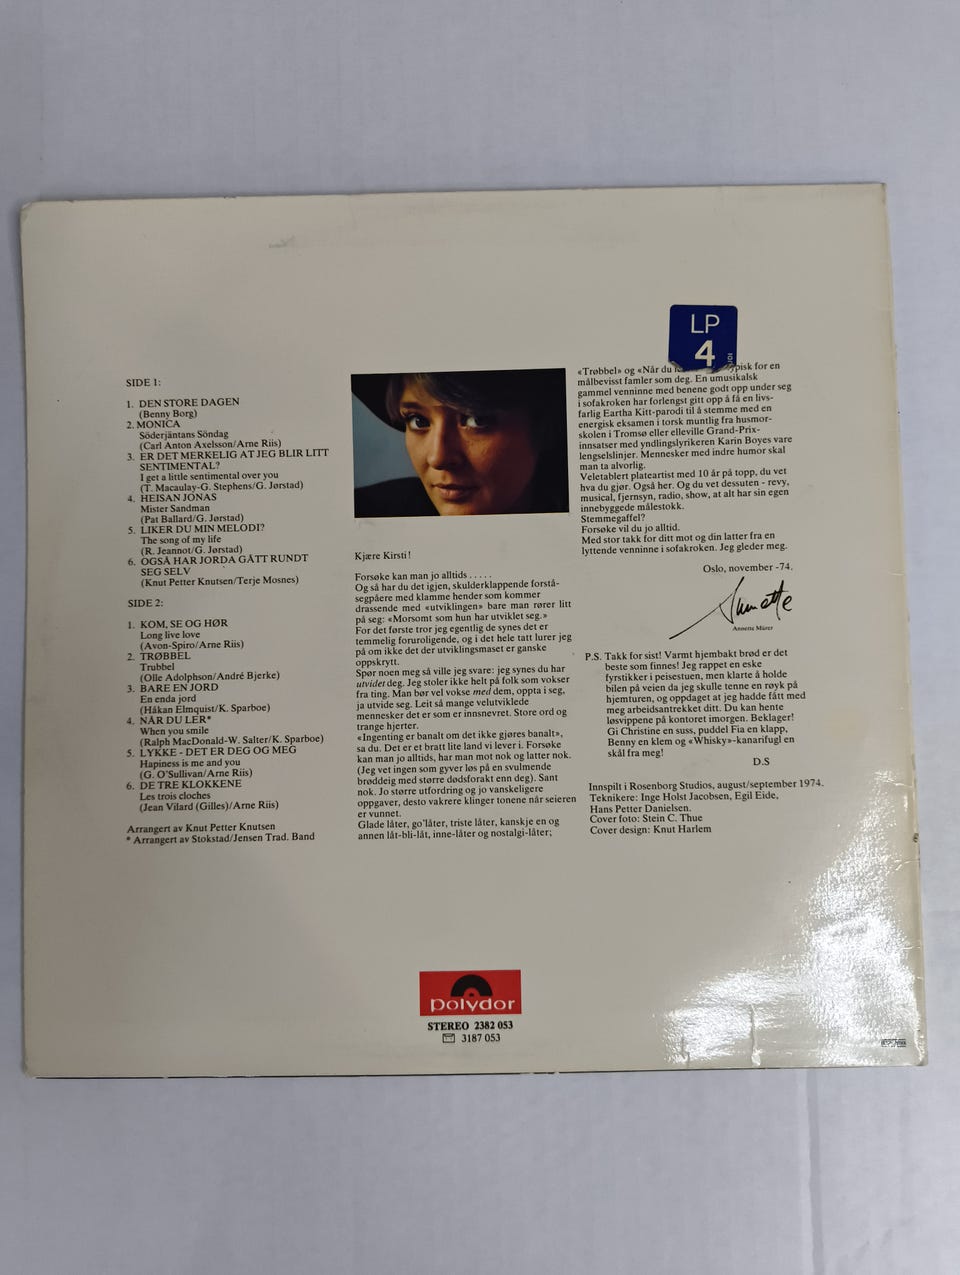 LP
4
SIDE 1:
1. DEN STORE DAGEN
(Benny Borg)
2. MONICA
Söderjäntans Söndag
(Carl Anton Axelsson/Arne Riis)
3. ER DET MERKELIG AT JEG BLIR LITT
SENTIMENTAL?
I get a little sentimental over you
(T. Macaulay-G. Stephens/G. Jørstad)
4. HEISAN JONAS
Mister Sandman
(Pat Ballard/G. Jørstad)
5. LIKER DU MIN MELODI?
The song of my life
(R. Jeannot/G. Jørstad)
6. OGSÅ HAR JORDA GÅTT RUNDT
SEG SELV
(Knut Petter Knutsen/Terje Mosnes)
SIDE 2:
1. KOM, SE OG HØR
Long live love
(Avon-Spiro/Arne Riis)
2. TRØBBEL
Trubbel
(Olle Adolphson/André Bjerke)
3. BARE EN JORD
En enda jord
(Håkan Elmquist/K. Sparboe)
4. NÅR DU LER*
When you smile
(Ralph MacDonald-W. Salter/K. Sparboe)
5. LYKKE - DET ER DEG OG MEG
Hapiness is me and you
(G. O'Sullivan/Arne Riis)
6. DE TRE KLOKKENE
Les trois cloches
(Jean Vilard (Gilles)/Arne Riis)
Arrangert av Knut Petter Knutsen
* Arrangert av Stokstad/Jensen Trad. Band
Kjære Kirsti!
Forsøke kan man jo alltids . . . . .
Og så har du det igjen, skulderklappende forstå-
segpåere med klamme hender som kommer
drassende med «utviklingen» bare man rører litt
på seg: «Morsomt som hun har utviklet seg.»
For det første tror jeg egentlig de synes det er
temmelig foruroligende, og i det hele tatt lurer jeg
på om ikke det der utviklingsmaset er ganske
oppskrytt.
Spør noen meg så ville jeg svare: jeg synes du har
utvidet deg. Jeg stoler ikke helt på folk som vokser
fra ting. Man bør vel vokse med dem, oppta i seg,
ja utvide seg. Leit så mange velutviklede
mennesker det er som er innsnevret. Store ord og
trange hjerter.
«Ingenting er banalt om det ikke gjøres banalt»,
sa du. Det er et bratt lite land vi lever i. Forsøke
kan man jo alltids, har man mot nok og latter nok.
(Jeg vet ingen som gyver løs på en svulmende
brøddeig med større dødsforakt enn deg). Sant
nok. Jo større utfordring og jo vanskeligere
oppgaver, desto vakrere klinger tonene når seieren
er vunnet.
Glade låter, go'låter, triste låter, kanskje en og
annen låt-bli-låt, inne-låter og nostalgi-låter;
«Trøbbel» og «Når du for en
målbevisst famler som deg. En umusikalsk
gammel venninne med benene godt opp under seg
i sofakroken har forlengst gitt opp å få en livs-
farlig Eartha Kitt-parodi til å stemme med en
energisk eksamen i torsk muntlig fra husmor-
skolen i Tromsø eller elleville Grand-Prix-
innsatser med yndlingslyrikeren Karin Boyes vare
lengselslinjer. Mennesker med indre humor skal
man ta alvorlig.
Veletablert plateartist med 10 år på topp, du vet
hva du gjør. Også her. Og du vet dessuten - revy,
musical, fjernsyn, radio, show, at alt har sin egen
innebyggede målestokk.
Stemmegaffel?
Forsøke vil du jo alltid.
Med stor takk for ditt mot og din latter fra en
lyttende venninne i sofakroken. Jeg gleder meg.
Oslo, november -74.
Annette
Annette Mürer
P.S. Takk for sist! Varmt hjembakt brød er det
beste som finnes! Jeg rappet en eske
fyrstikker i peisestuen, men klarte å holde
bilen på veien da jeg skulle tenne en røyk på
hjemturen, og oppdaget at jeg hadde fått med
meg arbeidsantrekket ditt. Du kan hente
løsvippene på kontoret imorgen. Beklager!
Gi Christine en suss, puddel Fia en klapp,
Benny en klem og «Whisky»-kanarifugl en
skål fra meg!
D.S
Innspilt i Rosenborg Studios, august/september 1974.
Teknikere: Inge Holst Jacobsen, Egil Eide,
Hans Petter Danielsen.
Cover foto: Stein C. Thue
Cover design: Knut Harlem
polydor
STEREO 2382 053
3187 053